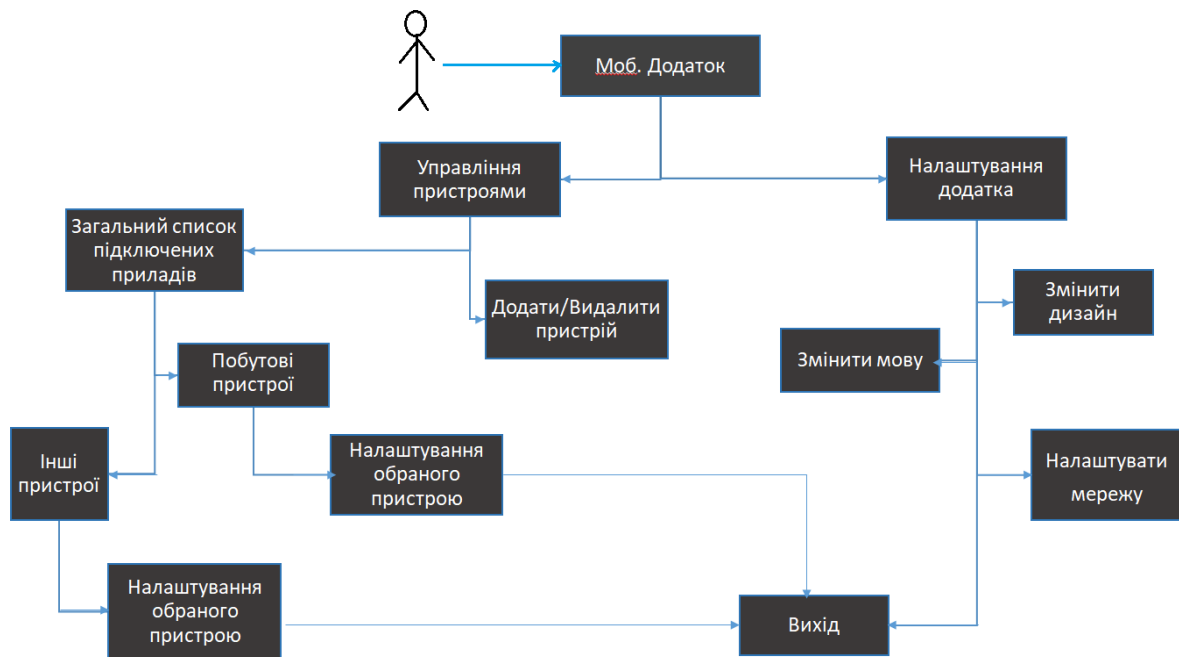 Моб. Додаток
Управління
пристроями
Налаштування
додатка
Загальний список
підключених
приладів
Додати/Видалити
пристрій
Змінити
дизайн
Змінити мову
Побутові
пристрої
Інші
пристрої
Налаштування
обраного
пристрою
Налаштувати
мережу
Налаштування
обраного
пристрою
Вихід